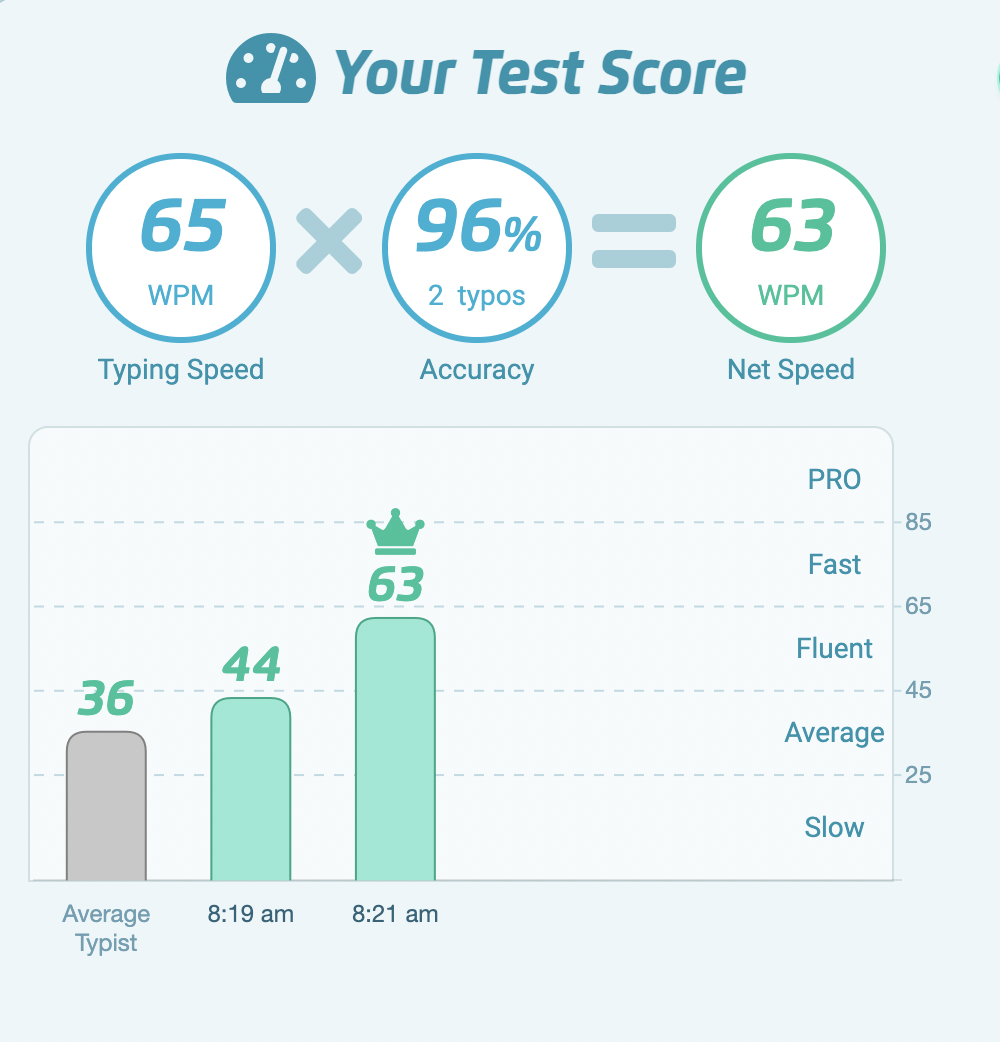 Your Test Score
65
WPM
Typing Speed
96%
2 typos
Accuracy
63
WPM
Net Speed
PRO
85
Fast
63
65
Fluent
44
36
45
Average
25
Slow
Average
Typist
8:19 am
8:21 am